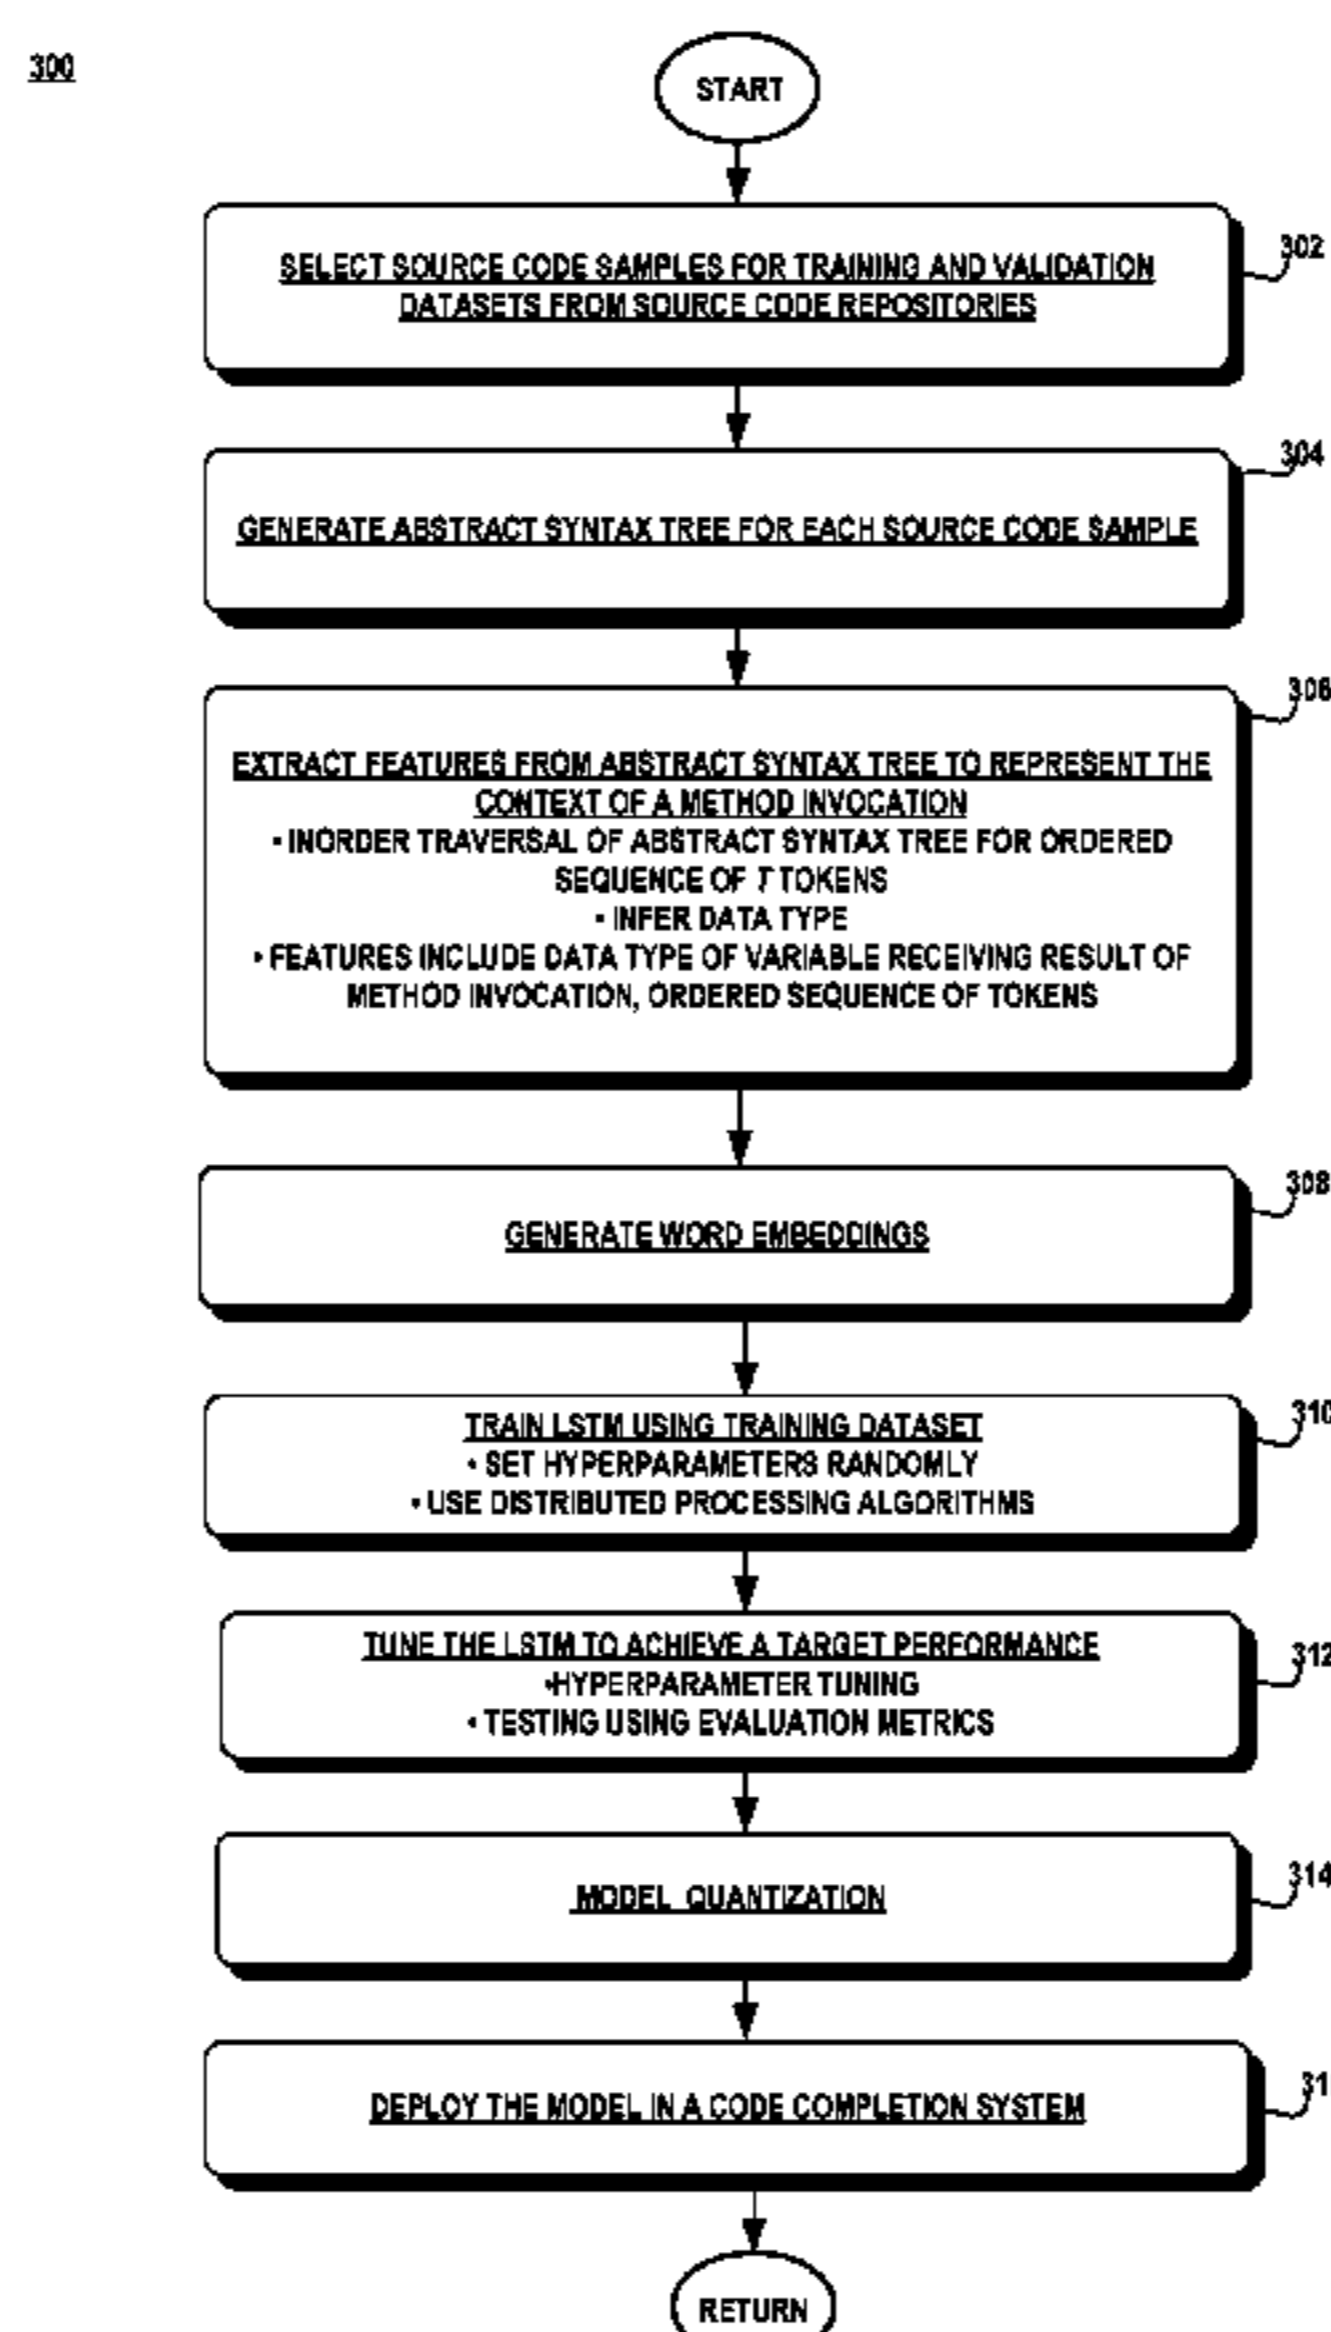 300
START
SELECT SOURCE CODE SAMPLES FOR TRAINING AND VALIDATION
DATASETS FROM SOURCE CODE REPOSITORIES
302
GENERATE ABSTRACT SYNTAX TREE FOR EACH SOURCE CODE SAMPLE
304
EXTRACT FEATURES FROM ABSTRACT SYNTAX TREE TO REPRESENT THE
CONTEXT OF A METHOD INVOCATION
• INORDER TRAVERSAL OF ABSTRACT SYNTAX TREE FOR ORDERED
SEQUENCE OF T TOKENS
• INFER DATA TYPE
• FEATURES INCLUDE DATA TYPE OF VARIABLE RECEIVING RESULT OF
METHOD INVOCATION, ORDERED SEQUENCE OF TOKENS
306
GENERATE WORD EMBEDDINGS
308
TRAIN LSTM USING TRAINING DATASET
• SET HYPERPARAMETERS RANDOMLY
• USE DISTRIBUTED PROCESSING ALGORITHMS
310
TUNE THE LSTM TO ACHIEVE A TARGET PERFORMANCE
•HYPERPARAMETER TUNING
• TESTING USING EVALUATION METRICS
312
MODEL QUANTIZATION
314
DEPLOY THE MODEL IN A CODE COMPLETION SYSTEM
31
RETURN